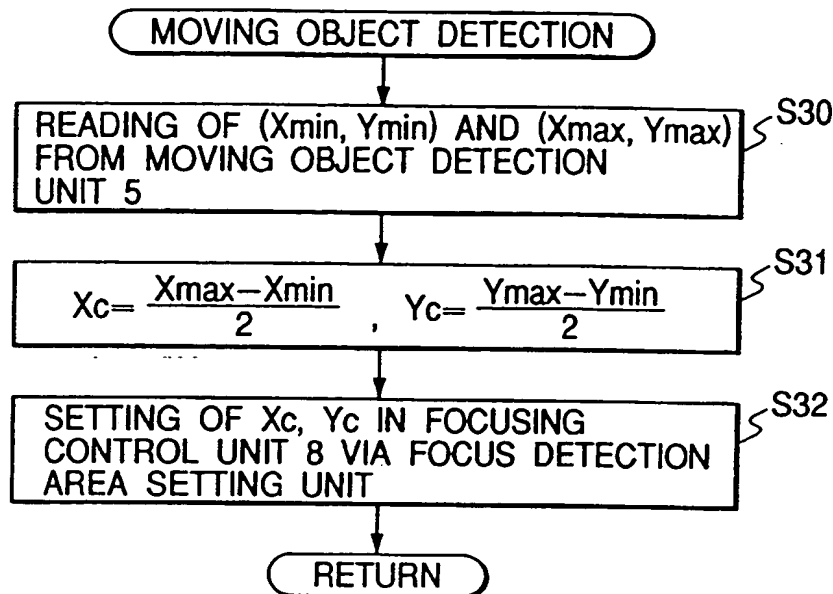 MOVING OBJECT DETECTION
S30
READING OF (Xmin, Ymin) AND (Xmax, Ymax)
FROM MOVING OBJECT DETECTION
UNIT 5
S31
Xc= Xmax−Xmin / 2 , Yc= Ymax−Ymin / 2
S32
SETTING OF Xc, Yc IN FOCUSING
CONTROL UNIT 8 VIA FOCUS DETECTION
AREA SETTING UNIT
RETURN